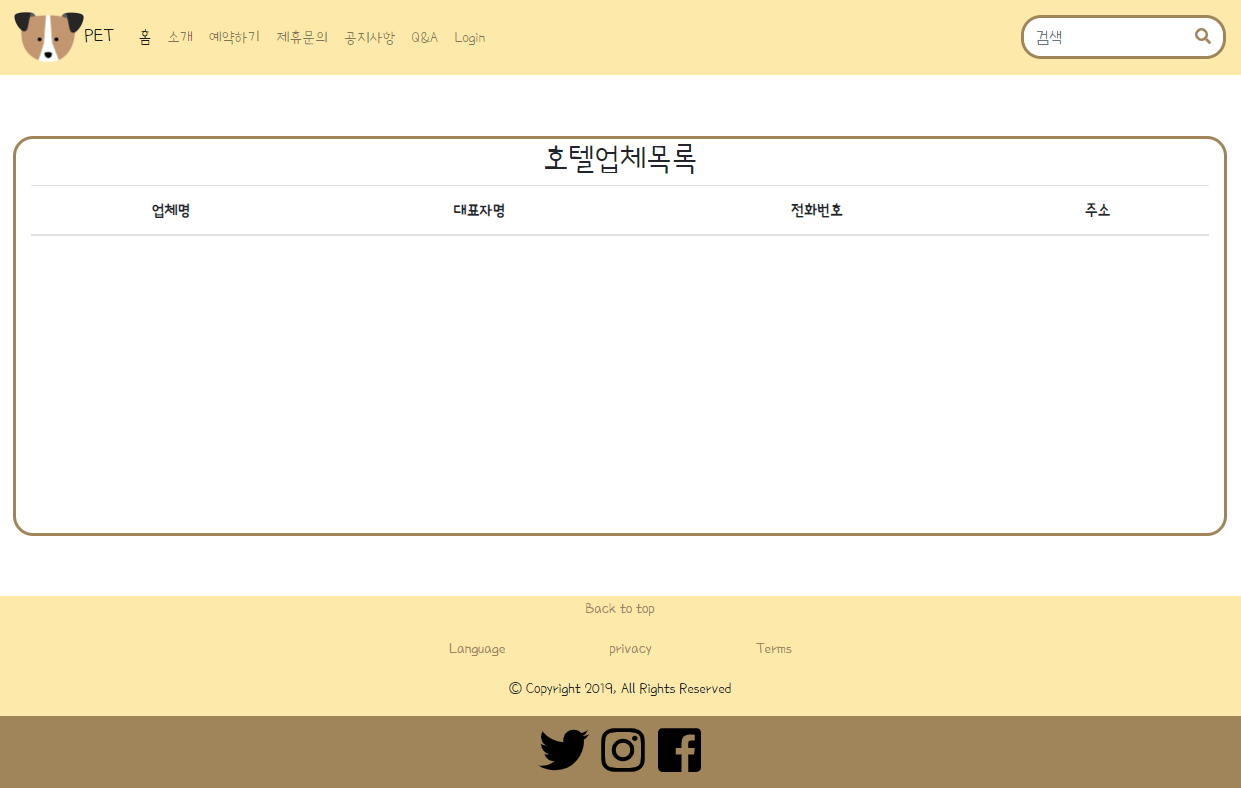 PET 홈 소개 예약하기 제휴문의 공지사항 Q&A Login 검색
호텔업체목록
업체명 대표자명 전화번호 주소
Back to top
Language privacy Terms
© Copyright 2019, All Rights Reserved